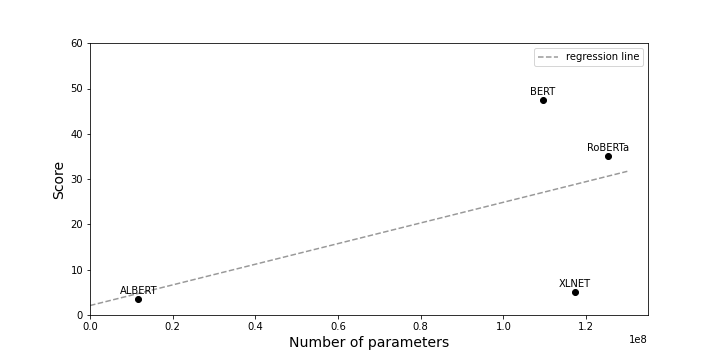 60
regression line
50
BERT
40
RoBERTa
Score
30
20
10
ALBERT
XLNET
0
0.0 0.2 0.4 0.6 0.8 1.0 1.2
1e8
Number of parameters